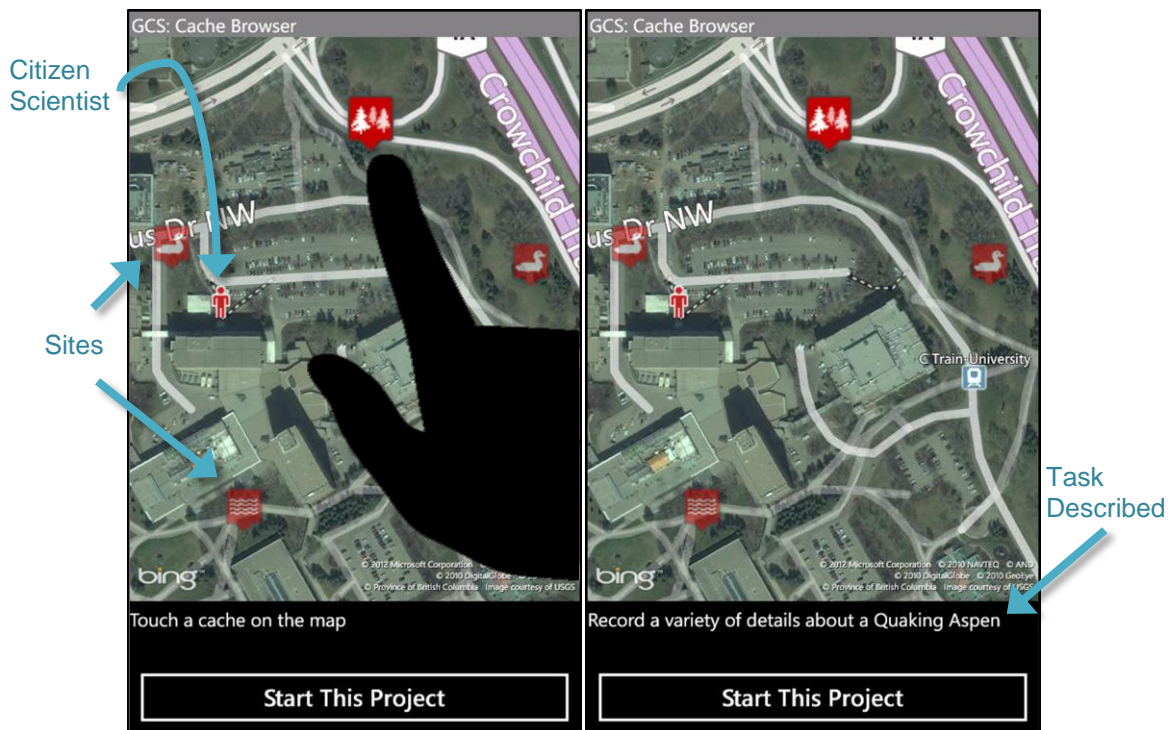 GCS: Cache Browser
Crowchild
us Dr NW
bing
© 2012 Microsoft Corporation
© 2010 DigitalGlobe
© Province of British Columbia Image courtesy of USGS
Touch a cache on the map
Start This Project
GCS: Cache Browser
Crowchild
us Dr NW
C Train-University
bing
© 2012 Microsoft Corporation © 2010 NAVTEQ © AND
© 2010 DigitalGlobe © 2010 GeoEye
© Province of British Columbia Image courtesy of USGS
Record a variety of details about a Quaking Aspen
Start This Project
Citizen
Scientist
Sites
Task
Described